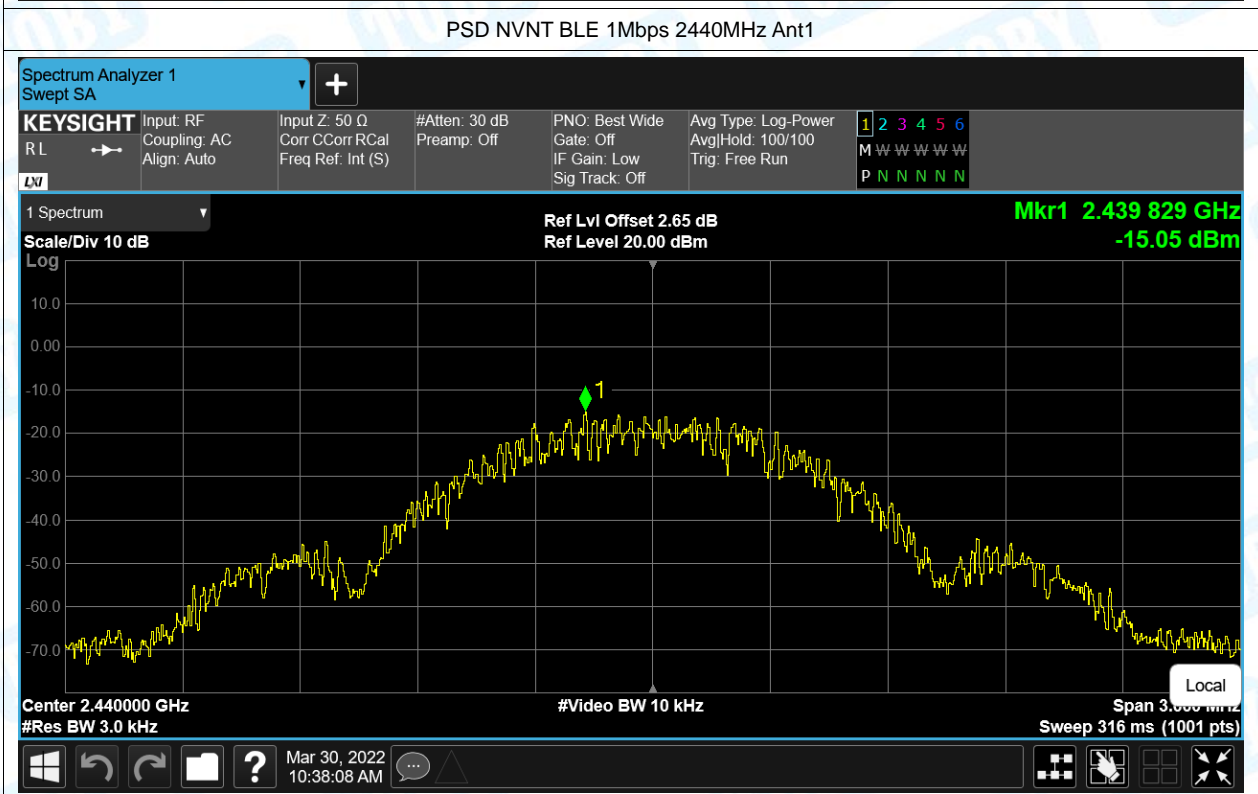 PSD NVNT BLE 1Mbps 2440MHz Ant1
Spectrum Analyzer 1
Swept SA
KEYSIGHT Input: RF Input Z: 50 Ω #Atten: 30 dB PNO: Best Wide Avg Type: Log-Power 1 2 3 4 5 6
RL Coupling: AC Corr CCorr RCal Preamp: Off Gate: Off Avg|Hold: 100/100 M W W W W W
Align: Auto Freq Ref: Int (S) IF Gain: Low Trig: Free Run
LXI Sig Track: Off P N N N N N
1 Spectrum Ref Lvl Offset 2.65 dB Mkr1 2.439 829 GHz
Scale/Div 10 dB Ref Level 20.00 dBm -15.05 dBm
Log
10.0
0.00
-10.0
1
-20.0
-30.0
-40.0
-50.0
-60.0
-70.0
Local
Center 2.440000 GHz #Video BW 10 kHz Span
#Res BW 3.0 kHz Sweep 316 ms (1001 pts)
? Mar 30, 2022
10:38:08 AM